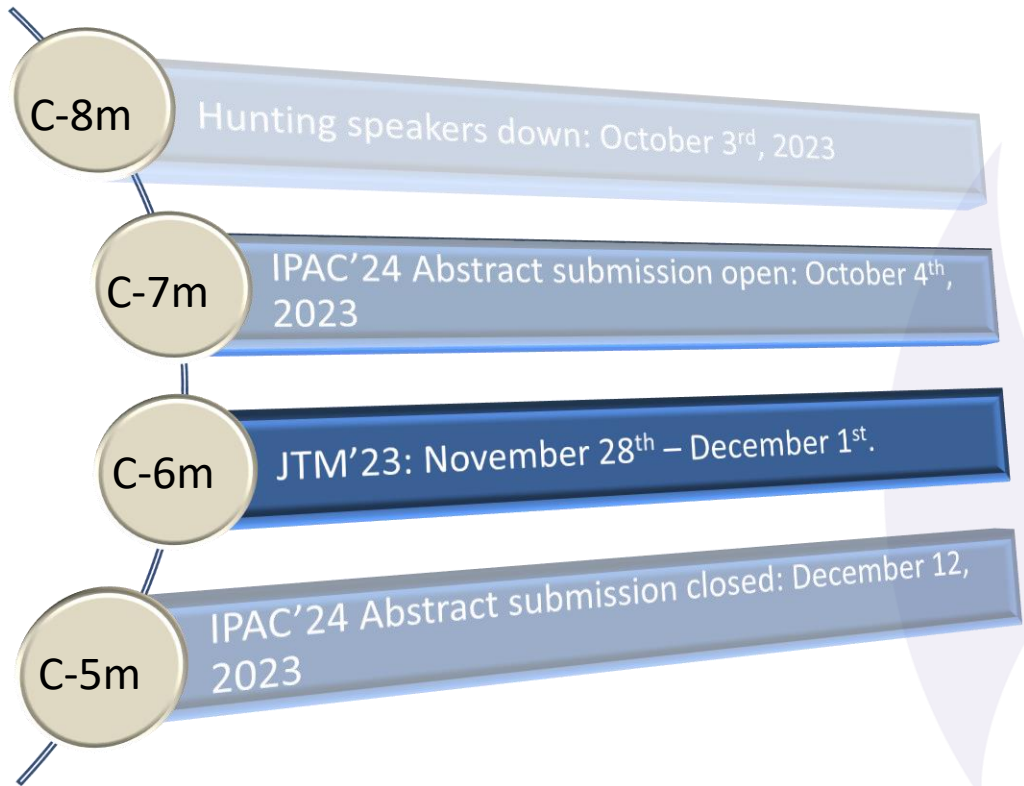 C-8m
Hunting speakers down: October 3rd, 2023
C-7m
IPAC’24 Abstract submission open: October 4th,
2023
C-6m
JTM’23: November 28th – December 1st.
C-5m
IPAC’24 Abstract submission closed: December 12,
2023